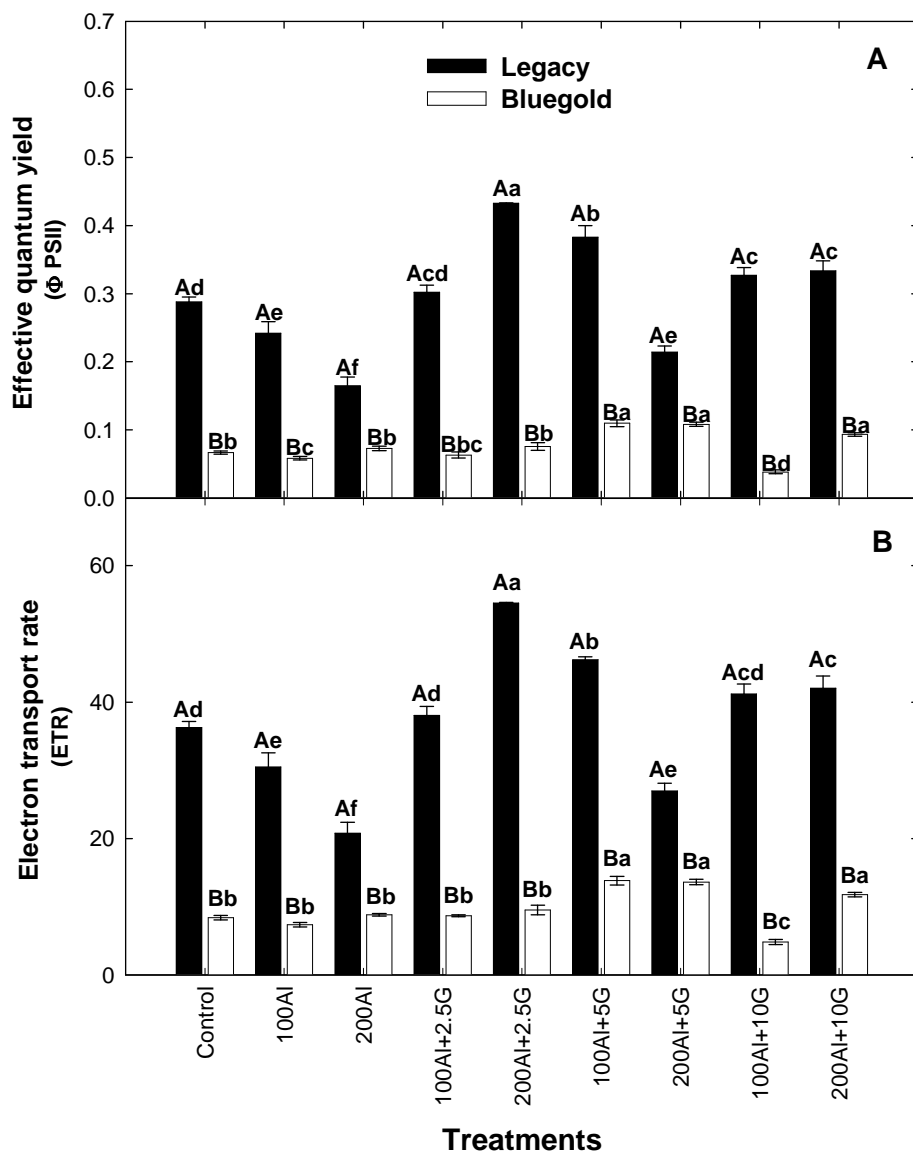 0.7
A
Legacy
Bluegold
0.6
0.5
0.4
0.3
0.2
0.1
0.0
Effective quantum yield
(Φ PSII)
Ad Ae Af Acd Aa Ab Ae Ac Ac
Bb Bc Bb Bbc Bb Ba Ba Bd Ba
B
60
40
20
0
Electron transport rate
(ETR)
Ad Ae Af Ad Aa Ab Ae Acd Ac
Bb Bb Bb Bb Bb Ba Ba Bc Ba
Control
100Al
200Al
100Al+2.5G
200Al+2.5G
100Al+5G
200Al+5G
100Al+10G
200Al+10G
Treatments